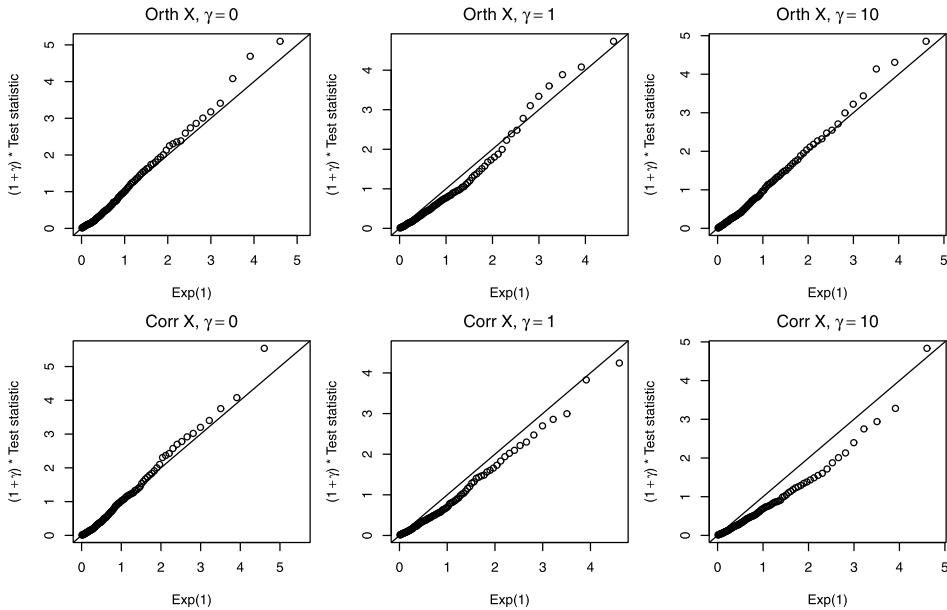 Orth X, γ = 0
(1 + γ) * Test statistic
5
4
3
2
1
0
0 1 2 3 4 5
Exp(1)
Orth X, γ = 1
(1 + γ) * Test statistic
4
3
2
1
0
0 1 2 3 4
Exp(1)
Orth X, γ = 10
(1 + γ) * Test statistic
5
4
3
2
1
0
0 1 2 3 4 5
Exp(1)
Corr X, γ = 0
(1 + γ) * Test statistic
5
4
3
2
1
0
0 1 2 3 4 5
Exp(1)
Corr X, γ = 1
(1 + γ) * Test statistic
4
3
2
1
0
0 1 2 3 4
Exp(1)
Corr X, γ = 10
(1 + γ) * Test statistic
5
4
3
2
1
0
0 1 2 3 4 5
Exp(1)